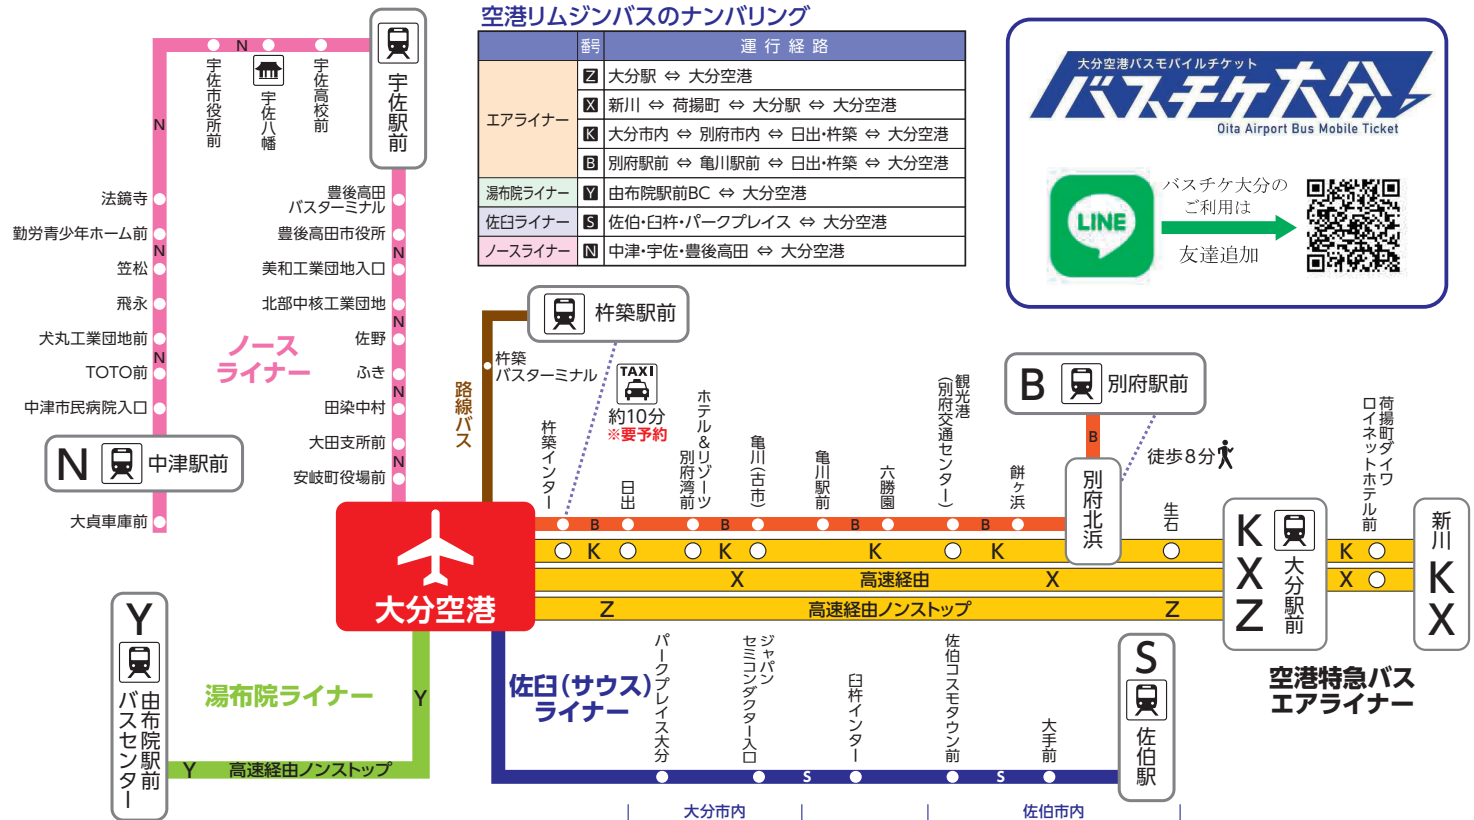 空港リムジンバスのナンバリング
番号 運行経路
エアライナー
Z 大分駅 ⇔ 大分空港
X 新川 ⇔ 荷揚町 ⇔ 大分駅 ⇔ 大分空港
K 大分市内 ⇔ 別府市内 ⇔ 日出・杵築 ⇔ 大分空港
B 別府駅前 ⇔ 亀川駅前 ⇔ 日出・杵築 ⇔ 大分空港
湯布院ライナー Y 由布院駅前BC ⇔ 大分空港
佐臼ライナー S 佐伯・臼杵・パークプレイス ⇔ 大分空港
ノースライナー N 中津・宇佐・豊後高田 ⇔ 大分空港
大分空港バスモバイルチケット
バスチケ大分
Oita Airport Bus Mobile Ticket
LINE
バスチケ大分の
ご利用は
友達追加
N
宇佐市役所前
宇佐八幡
宇佐高校前
宇佐駅前
N
法鏡寺
勤労青少年ホーム前
N
笠松
飛永
犬丸工業団地前
N
TOTO前
中津市民病院入口
N 中津駅前
大貞車庫前
豊後高田
バスターミナル
豊後高田市役所
N
美和工業団地入口
北部中核工業団地
N
佐野
ふき
N
田染中村
大田支所前
N
安岐町役場前
ノース
ライナー
路線バス
杵築駅前
杵築
バスターミナル
TAXI
約10分
※要予約
杵築インター
日出
ホテル&リゾーツ
別府湾前
亀川(古市)
亀川駅前
六勝園
観光港
(別府交通センター)
餅ヶ浜
B 別府駅前
B
徒歩8分
別府北浜
生石
荷揚町ダイワ
ロイネットホテル前
B B B B
K K K K K
X 高速経由 X X
Z 高速経由ノンストップ Z
K
X
Z
大分駅前
新川
K
X
空港特急バス
エアライナー
大分空港
Y
由布院駅前
バスセンター
湯布院ライナー
Y
Y 高速経由ノンストップ
佐臼(サウス)
ライナー
パークプレイス大分
ジャパン
セミコンダクター入口
臼杵インター
佐伯コスモタウン前
大手前
S
佐伯駅
S S
大分市内
佐伯市内